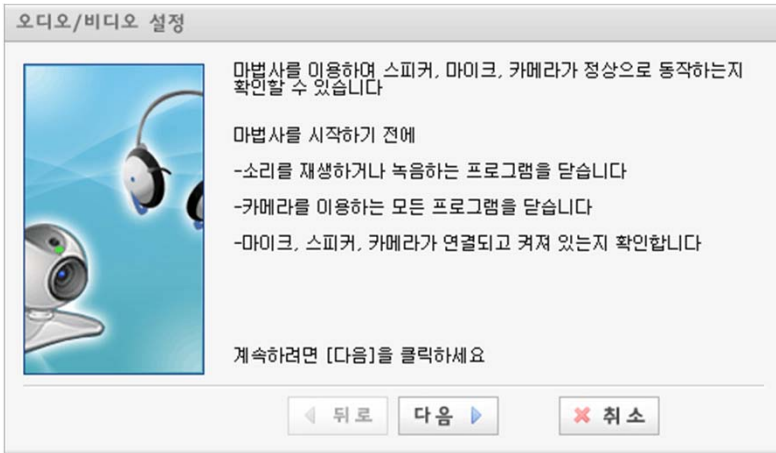 오디오/비디오 설정
마법사를 이용하여 스피커, 마이크, 카메라가 정상으로 동작하는지
확인할 수 있습니다
마법사를 시작하기 전에
-소리를 재생하거나 녹음하는 프로그램을 닫습니다
-카메라를 이용하는 모든 프로그램을 닫습니다
-마이크, 스피커, 카메라가 연결되고 켜져 있는지 확인합니다
계속하려면 [다음]을 클릭하세요
뒤로 다음 취소